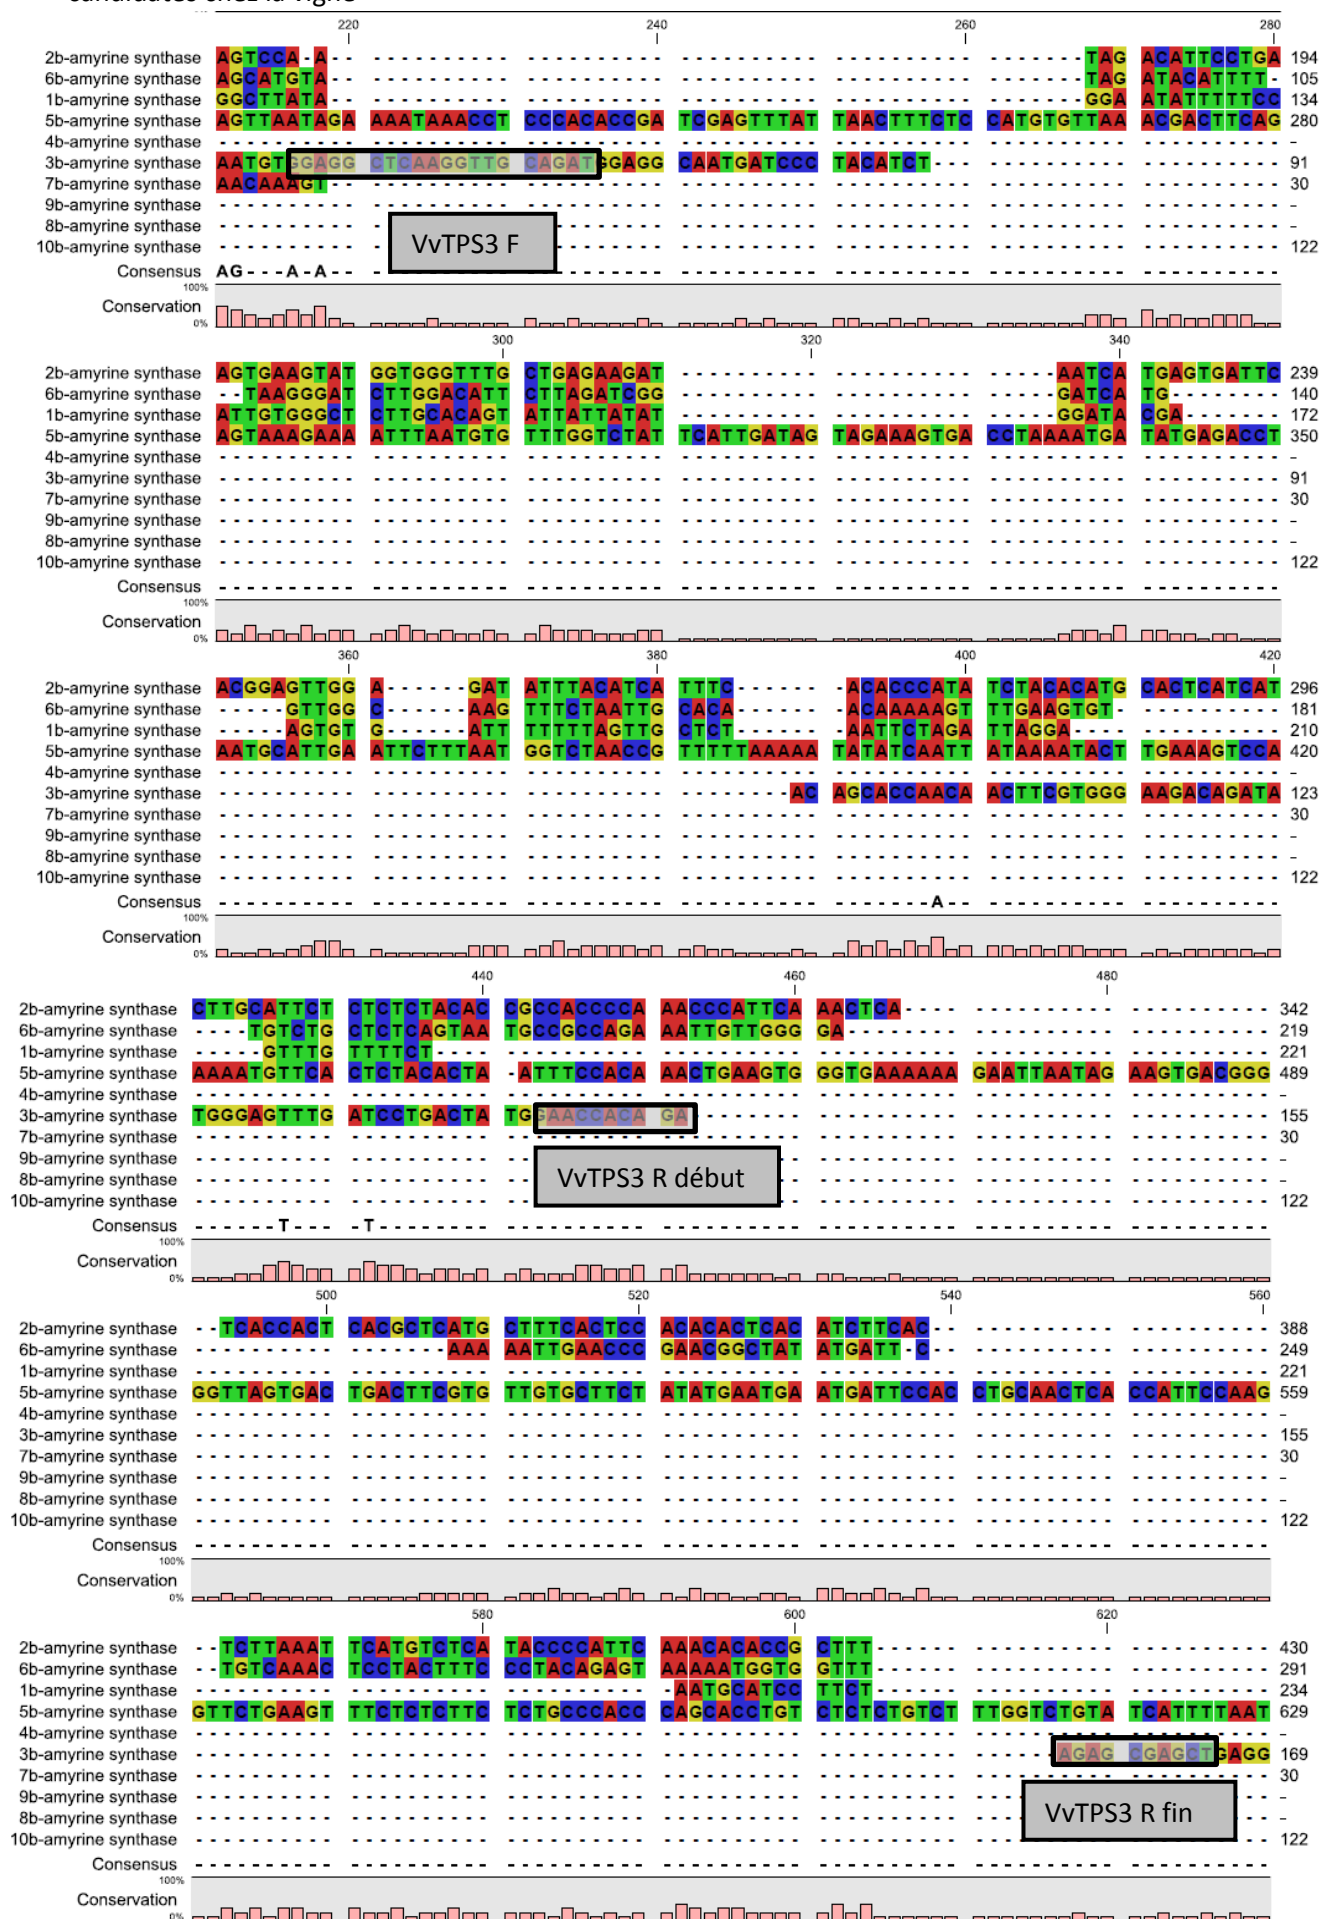 candidates chez la vigne
220 240 260 280
2b-amyrine synthase AGTCCA-A TAG ACATTCCTGA 194
6b-amyrine synthase AGCATGTA TAG ATACATTTT- 105
1b-amyrine synthase GGCTTATA GGA ATATTTTTCC 134
5b-amyrine synthase AGTTAATAGA AAATAAACCT CCCACACCGA TCGAGTTTAT TAACTTTCTC CATGTGTTAA ACGACTTCAG 280
4b-amyrine synthase -
3b-amyrine synthase AATGTGGAGG CTCAAGGTTG CAGATGGAGG CAATGATCCC TACATCT 91
7b-amyrine synthase AACAAAGT 30
9b-amyrine synthase -
8b-amyrine synthase -
10b-amyrine synthase 122
VvTPS3 F
Consensus AG---A-A
100%
Conservation
0%
300 320 340
2b-amyrine synthase AGTGAAGTAT GGTGGGTTTG CTGAGAAGAT AATCA TGAGTGATTC 239
6b-amyrine synthase --TAAGGGAT CTTGGACATT CTTAGATCGG GATCA TG 140
1b-amyrine synthase ATTGTGGGCT CTTGCACAGT ATTATTATAT GGATA CGA 172
5b-amyrine synthase AGTAAAGAAA ATTTAATGTG TTTGGTCTAT TCATTGATAG TAGAAAGTGA CCTAAAATGA TATGAGACCT 350
4b-amyrine synthase -
3b-amyrine synthase 91
7b-amyrine synthase 30
9b-amyrine synthase -
8b-amyrine synthase -
10b-amyrine synthase 122
Consensus
100%
Conservation
0%
360 380 400 420
2b-amyrine synthase ACGGAGTTGG A------GAT ATTTACATCA TTTC------ -ACACCCATA TCTACACATG CACTCATCAT 296
6b-amyrine synthase GTTGG C------AAG TTTCTAATTG CACA------ -ACAAAAAGT TTGAAGTGT- 181
1b-amyrine synthase AGTGT G------ATT TTTTTAGTTG CTCT------ -AATTCTAGA TTAGGA---- 210
5b-amyrine synthase AATGCATTGA ATTCTTTAAT GGTCTAACCG TTTTTAAAAA TATATCAATT ATAAAATACT TGAAAGTCCA 420
4b-amyrine synthase -
3b-amyrine synthase AC AGCACCAACA ACTTCGTGGG AAGACAGATA 123
7b-amyrine synthase 30
9b-amyrine synthase -
8b-amyrine synthase -
10b-amyrine synthase 122
Consensus A
100%
Conservation
0%
440 460 480
2b-amyrine synthase CTTGCATTCT CTCTCTACAC CGCCACCCCA AACCCATTCA AACTCA 342
6b-amyrine synthase ----TGTCTG CTCTCAGTAA TGCCGCCAGA AATTGTTGGG GA 219
1b-amyrine synthase GTTTG TTTTCT 221
5b-amyrine synthase AAAATGTTCA CTCTACACTA -ATTTCCACA AACTGAAGTG GGTGAAAAAA GAATTAATAG AAGTGACGGG 489
4b-amyrine synthase -
3b-amyrine synthase TGGGAGTTTG ATCCTGACTA TGGAACCACA GA 155
7b-amyrine synthase 30
9b-amyrine synthase -
8b-amyrine synthase -
10b-amyrine synthase 122
VvTPS3 R début
Consensus ------T--- -T
100%
Conservation
0%
500 520 540 560
2b-amyrine synthase --TCACCACT CACGCTCATG CTTTCACTCC ACACACTCAC ATCTTCAC 388
6b-amyrine synthase AAA AATTGAACCC GAACGGCTAT ATGATT-C 249
1b-amyrine synthase 221
5b-amyrine synthase GGTTAGTGAC TGACTTCGTG TTGTGCTTCT ATATGAATGA ATGATTCCAC CTGCAACTCA CCATTCCAAG 559
4b-amyrine synthase -
3b-amyrine synthase 155
7b-amyrine synthase 30
9b-amyrine synthase -
8b-amyrine synthase -
10b-amyrine synthase 122
Consensus
100%
Conservation
0%
580 600 620
2b-amyrine synthase --TCTTAAAT TCATGTCTCA TACCCCATTC AAACACACCG CTTT 430
6b-amyrine synthase --TGTCAAAC TCCTACTTTC CCTACAGAGT AAAAATGGTG GTTT 291
1b-amyrine synthase AATGCATCC TTCT 234
5b-amyrine synthase GTTCTGAAGT TTCTCTCTTC TCTGCCCACC CAGCACCTGT CTCTCTGTCT TTGGTCTGTA TCATTTTAAT 629
4b-amyrine synthase -
3b-amyrine synthase AGAG CGAGCTGAGG 169
7b-amyrine synthase 30
9b-amyrine synthase -
8b-amyrine synthase -
10b-amyrine synthase 122
VvTPS3 R fin
Consensus
100%
Conservation
0%